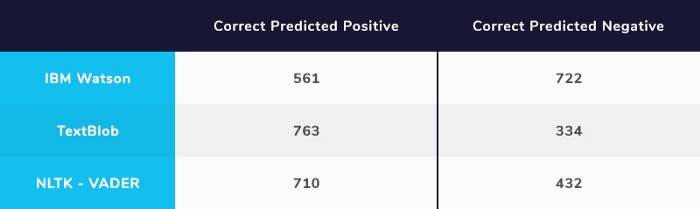 Correct Predicted Positive Correct Predicted Negative
IBM Watson 561 722
TextBlob 763 334
NLTK - VADER 710 432